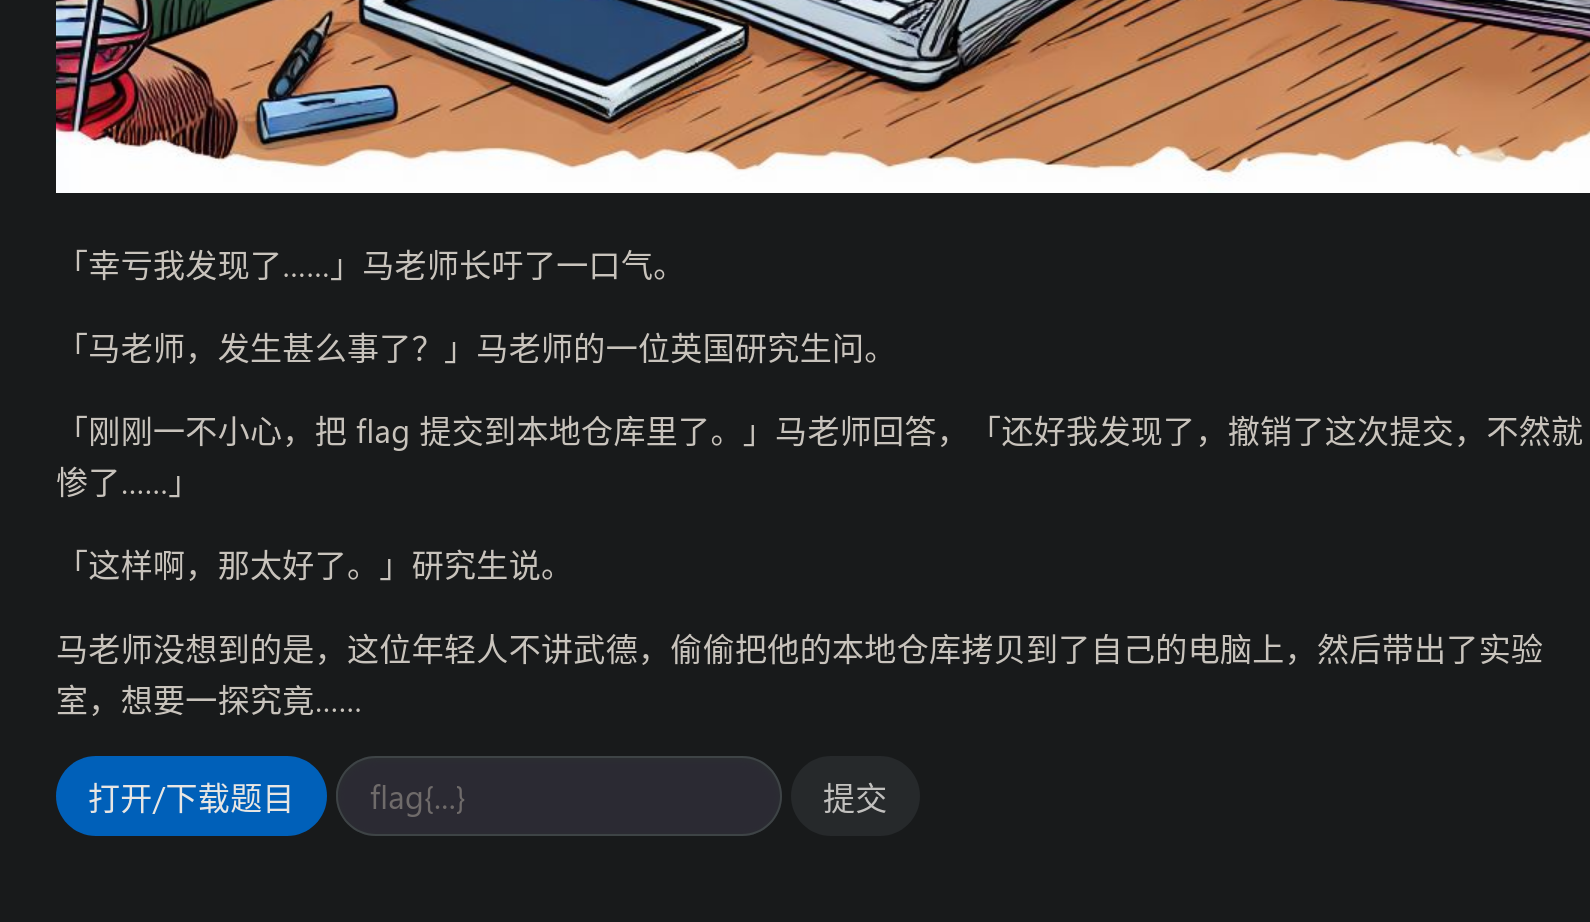 「幸亏我发现了……」马老师长吁了一口气。
「马老师，发生甚么事了？」马老师的一位英国研究生问。
「刚刚一不小心，把 flag 提交到本地仓库里了。」马老师回答，「还好我发现了，撤销了这次提交，不然就
惨了……」
「这样啊，那太好了。」研究生说。
马老师没想到的是，这位年轻人不讲武德，偷偷把他的本地仓库拷贝到了自己的电脑上，然后带出了实验
室，想要一探究竟……
打开/下载题目 flag{...} 提交